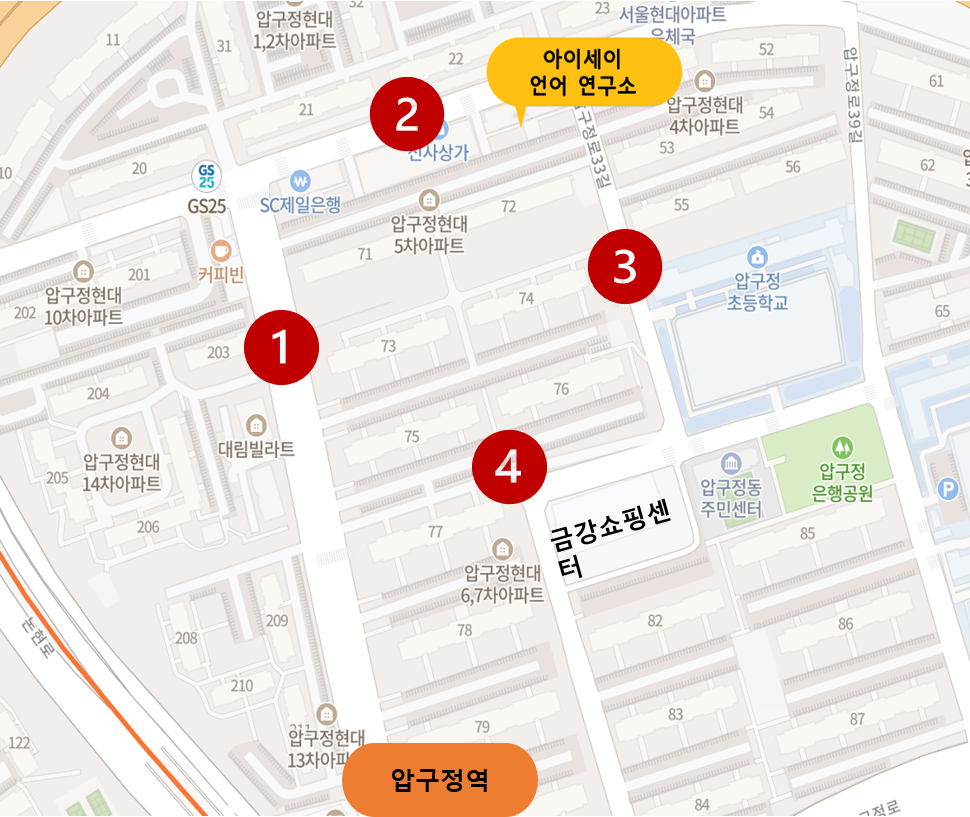 압구정현대
1,2차아파트
32
23
서울현대아파트
우체국
11
31
22
아이세이
언어 연구소
52
61
압구정로39길
21
2
압구정현대
4차아파트
54
압구정로33길
신사상가
53
20
GS
25
GS25
SC제일은행
56
62
10
압구정현대
5차아파트
72
55
71
3
커피빈
201
압구정현대
10차아파트
202
74
압구정
초등학교
65
1
203
73
204
76
75
대림빌라트
압구정현대
14차아파트
205
4
압구정동
주민센터
압구정
은행공원
P
206
77
금강쇼핑센
터
85
압구정현대
6,7차아파트
논현로
208
209
78
82
86
210
79
83
87
압구정현대
122
압구정역
84